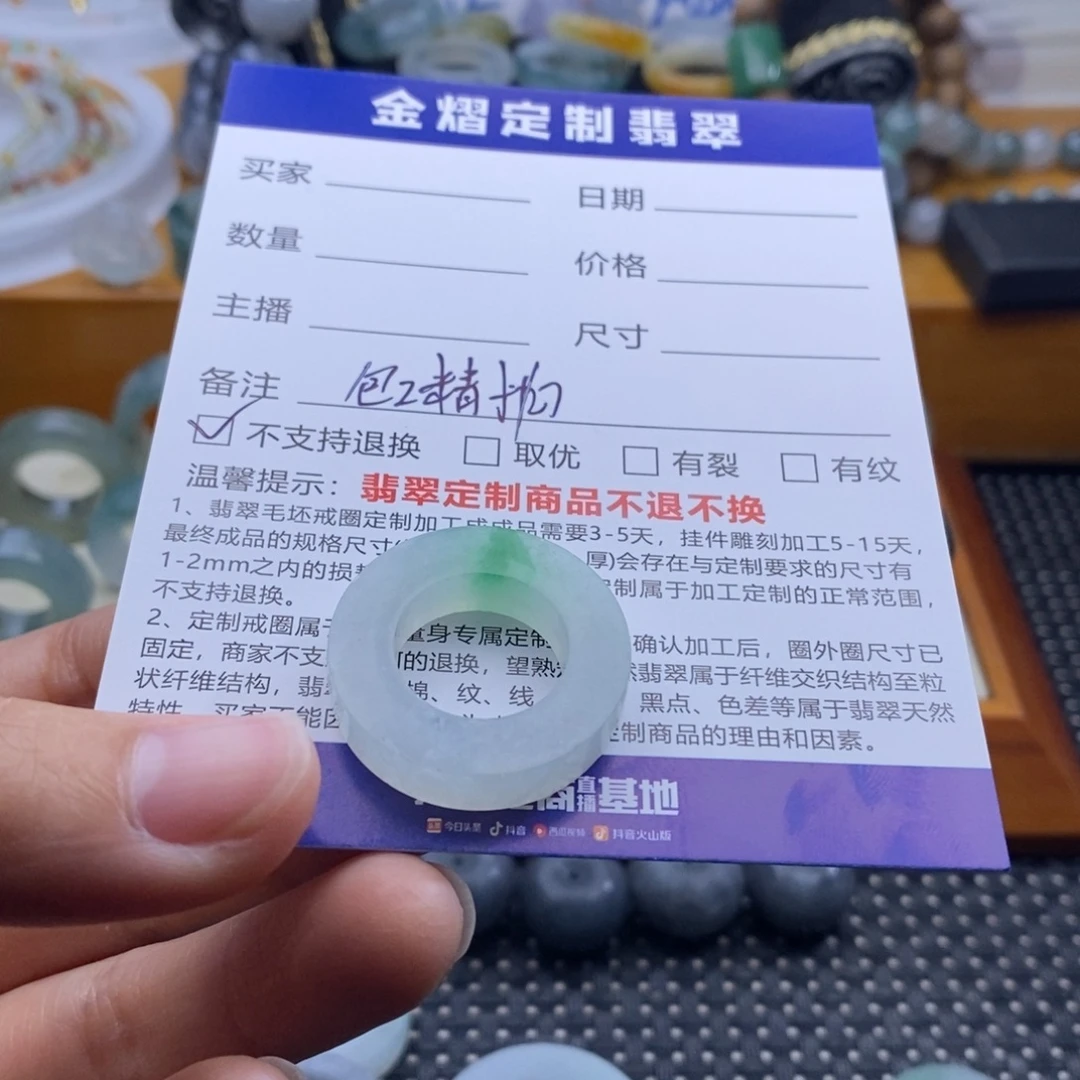 金熠定制翡翠
买家
日期
数量
价格
主播
尺寸
备注 包工精抛
不支持退换 取优 有裂 有纹
温馨提示：翡翠定制商品不退不换
1、翡翠毛坯戒圈定制加工成成品需要3-5天，挂件雕刻加工5-15天，
最终成品的规格尺寸 厚)会存在与定制要求的尺寸有
1-2mm之内的损 制属于加工定制的正常范围，
不支持退换。
2、定制戒圈属于 量身专属定制 确认加工后，圈外圈尺寸已
固定，商家不支 的退换，望熟 然翡翠属于纤维交织结构至粒
状纤维结构，翡 棉、纹、线 黑点、色差等属于翡翠天然
特性 买家不能因 定制商品的理由和因素。
直播基地
今日头条 抖音 西瓜视频 抖音火山版